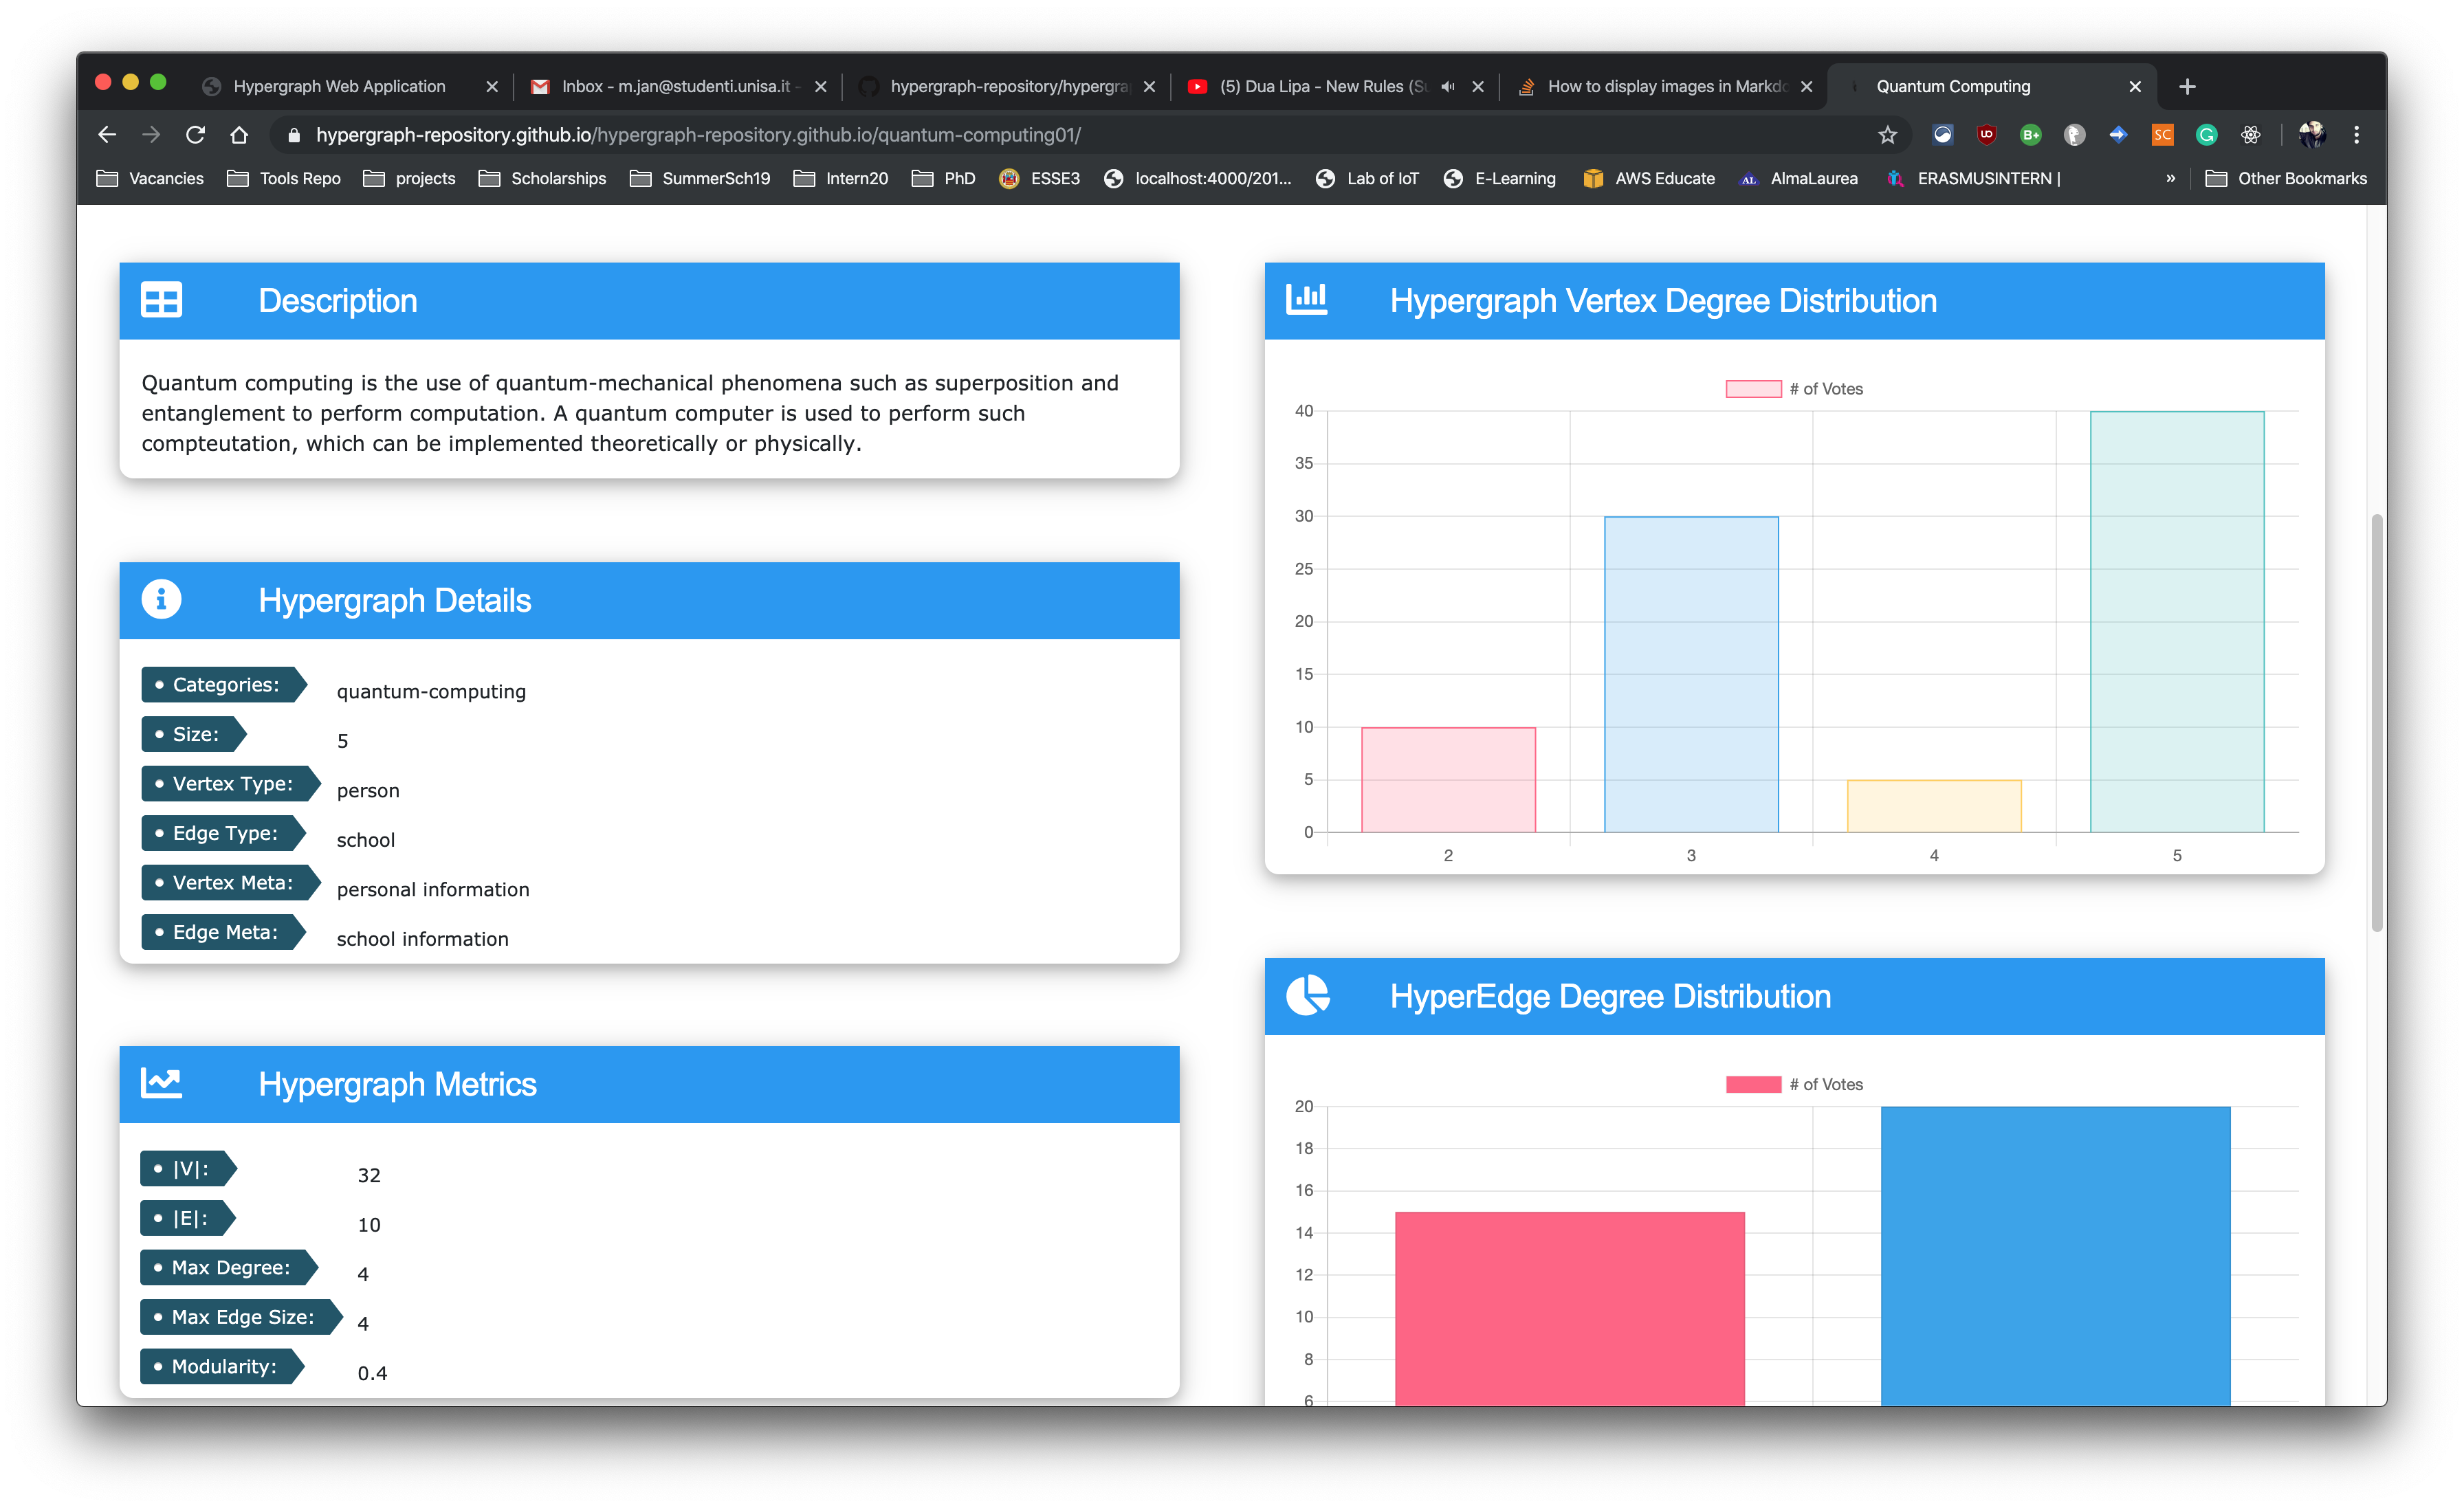 Hypergraph Web Application
Inbox - m.jan@studenti.unisa.it -
hypergraph-repository/hypergra
(5) Dua Lipa - New Rules (Su
How to display images in Markdo
Quantum Computing
hypergraph-repository.github.io/hypergraph-repository.github.io/quantum-computing01/
UO
B+
SC
G
Vacancies
Tools Repo
projects
Scholarships
SummerSch19
Intern20
PhD
ESSE3
localhost:4000/201...
Lab of IoT
E-Learning
AWS Educate
AL
AlmaLaurea
ERASMUSINTERN |
»
Other Bookmarks
Description
Quantum computing is the use of quantum-mechanical phenomena such as superposition and
entanglement to perform computation. A quantum computer is used to perform such
compteutation, which can be implemented theoretically or physically.
Hypergraph Details
• Categories: quantum-computing
• Size: 5
• Vertex Type: person
• Edge Type: school
• Vertex Meta: personal information
• Edge Meta: school information
Hypergraph Metrics
• |V|: 32
• |E|: 10
• Max Degree: 4
• Max Edge Size: 4
• Modularity: 0.4
Hypergraph Vertex Degree Distribution
# of Votes
40
35
30
25
20
15
10
5
0
2 3 4 5
HyperEdge Degree Distribution
# of Votes
20
18
16
14
12
10
8
6